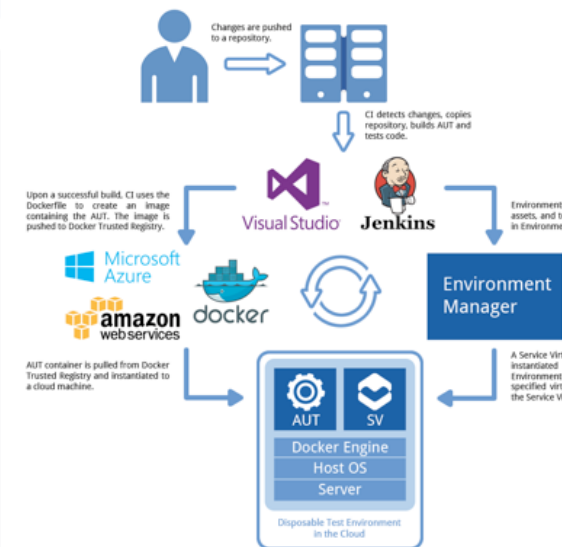 Changes are pushed
to a repository.
CI detects changes, copies
repository, builds AUT and
tests code.
Upon a successful build, CI uses the
Dockerfile to create an image
containing the AUT. The image is
pushed to Docker Trusted Registry.
Visual Studio
Jenkins
Environment
assets, and t
in Environme
Microsoft
Azure
amazon
webservices
docker
Environment
Manager
AUT container is pulled from Docker
Trusted Registry and instantiated to
a cloud machine.
A Service Virt
instantiated
Environment
specified virt
the Service V
AUT
SV
Docker Engine
Host OS
Server
Disposable Test Environment
in the Cloud